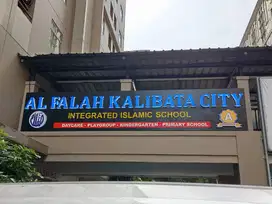 AL FALAH KALIBATA CITY
INTEGRATED ISLAMIC SCHOOL
DAYCARE - PLAYGROUP - KINDERGARTEN - PRIMARY SCHOOL
A